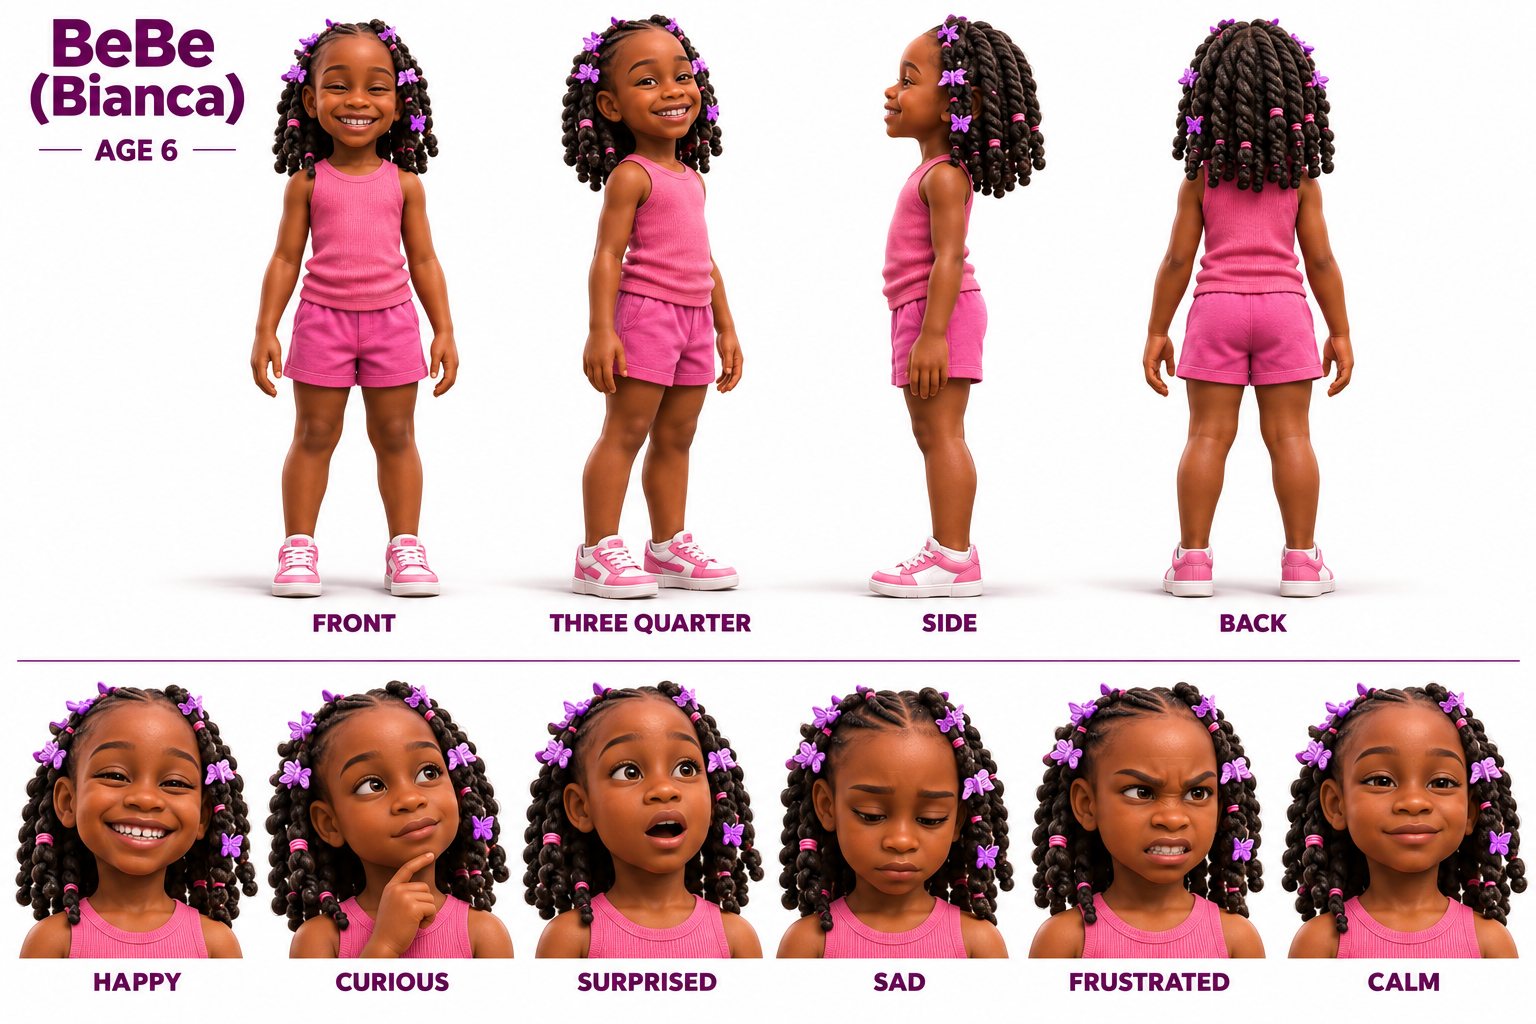 BeBe
(Bianca)
AGE 6
FRONT
THREE QUARTER
SIDE
BACK
HAPPY
CURIOUS
SURPRISED
SAD
FRUSTRATED
CALM